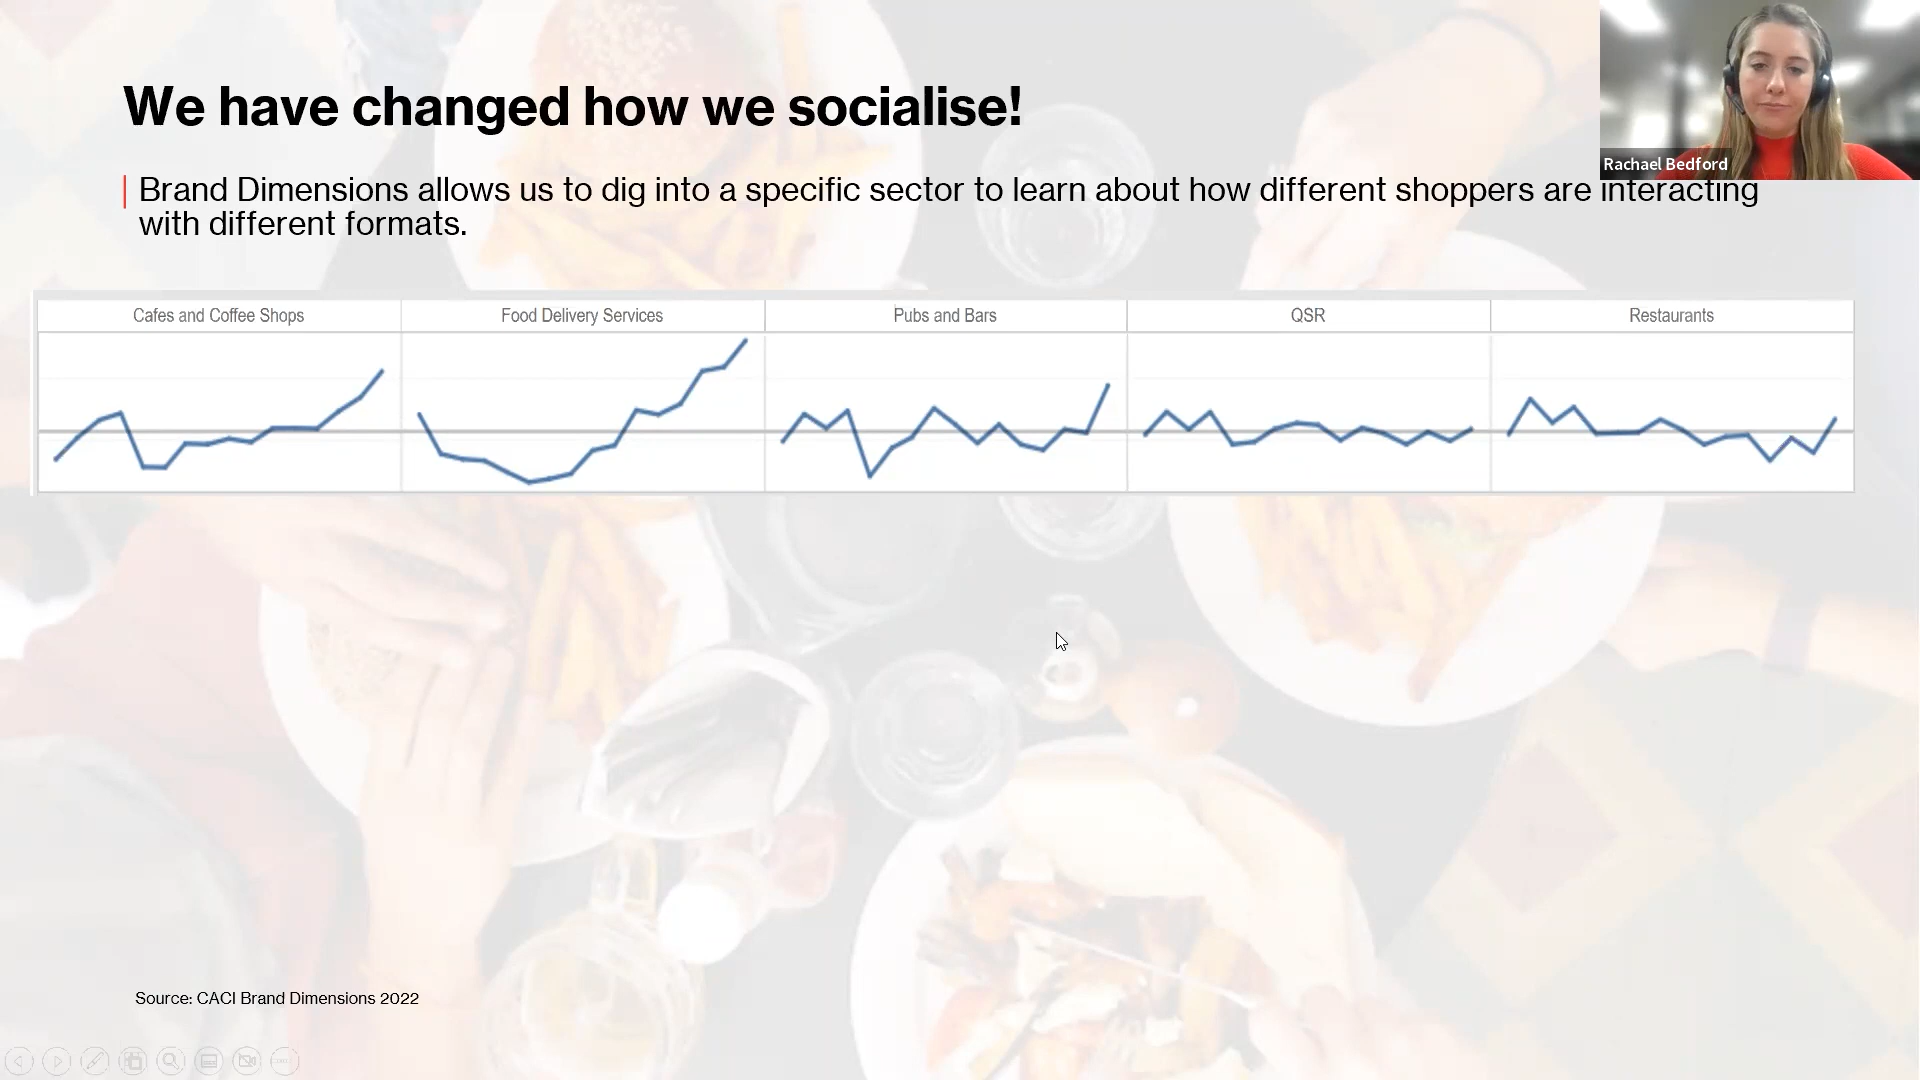 We have changed how we socialise!
Rachael Bedford
Brand Dimensions allows us to dig into a specific sector to learn about how different shoppers are interacting
with different formats.
Cafes and Coffee Shops
Food Delivery Services
Pubs and Bars
QSR
Restaurants
Source: CACI Brand Dimensions 2022